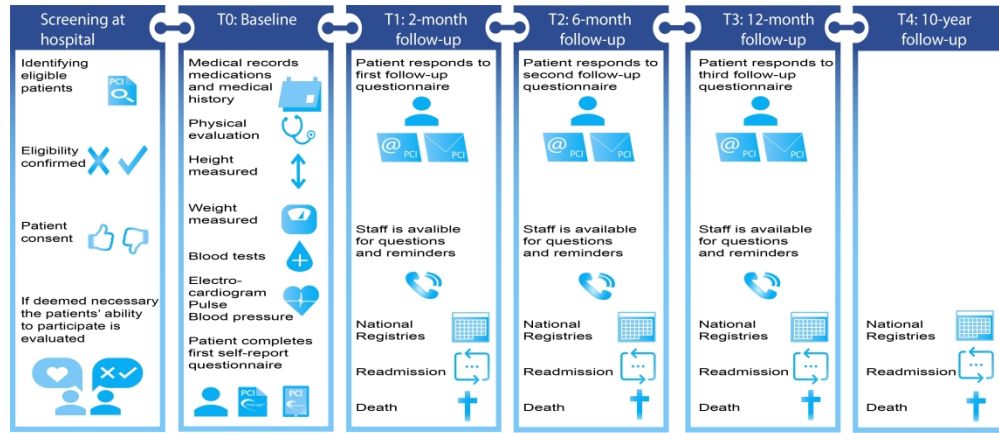 Screening at
hospital
Identifying
eligible
patients
PCI
Eligibility
confirmed
Patient
consent
If deemed necessary
the patients' ability
to participate is
evaluated
T0: Baseline
Medical records
medications
and medical
history
Physical
evaluation
Height
measured
Weight
measured
Blood tests
Electro-
cardiogram
Pulse
Blood pressure
Patient completes
first self-report
questionnaire
PCI
PCI
T1: 2-month
follow-up
Patient responds to
first follow-up
questionnaire
@ PCI
PCI
Staff is avalible
for questions
and reminders
National
Registries
Readmission
Death
T2: 6-month
follow-up
Patient responds to
second follow-up
questionnaire
@ PCI
PCI
Staff is available
for questions
and reminders
National
Registries
Readmission
Death
T3: 12-month
follow-up
Patient responds to
third follow-up
questionnaire
@ PCI
PCI
Staff is available
for questions
and reminders
National
Registries
Readmission
Death
T4: 10-year
follow-up
National
Registries
Readmission
Death